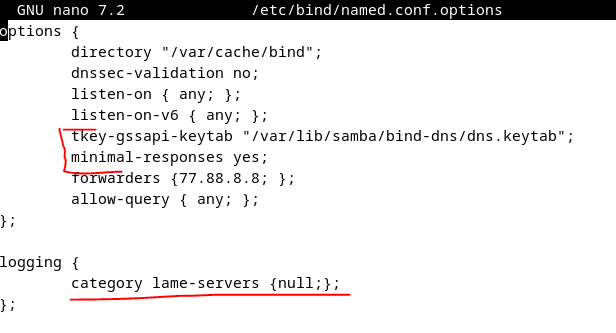 GNU nano 7.2 /etc/bind/named.conf.options
options {
directory "/var/cache/bind";
dnssec-validation no;
listen-on { any; };
listen-on-v6 { any; };
tkey-gssapi-keytab "/var/lib/samba/bind-dns/dns.keytab";
minimal-responses yes;
forwarders {77.88.8.8; };
allow-query { any; };
};
logging {
category lame-servers {null;};
};